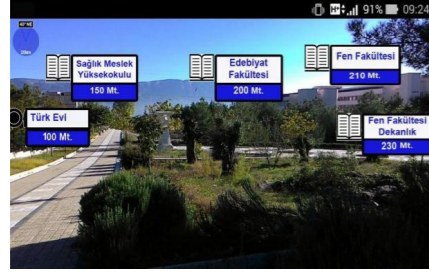 91% 09:24
Sağlık Meslek
Yüksekokulu
150 Mt.
Edebiyat
Fakültesi
200 Mt.
Fen Fakültesi
210 Mt.
Türk Evi
100 Mt.
Fen Fakültesi
Dekanlık
230 Mt.